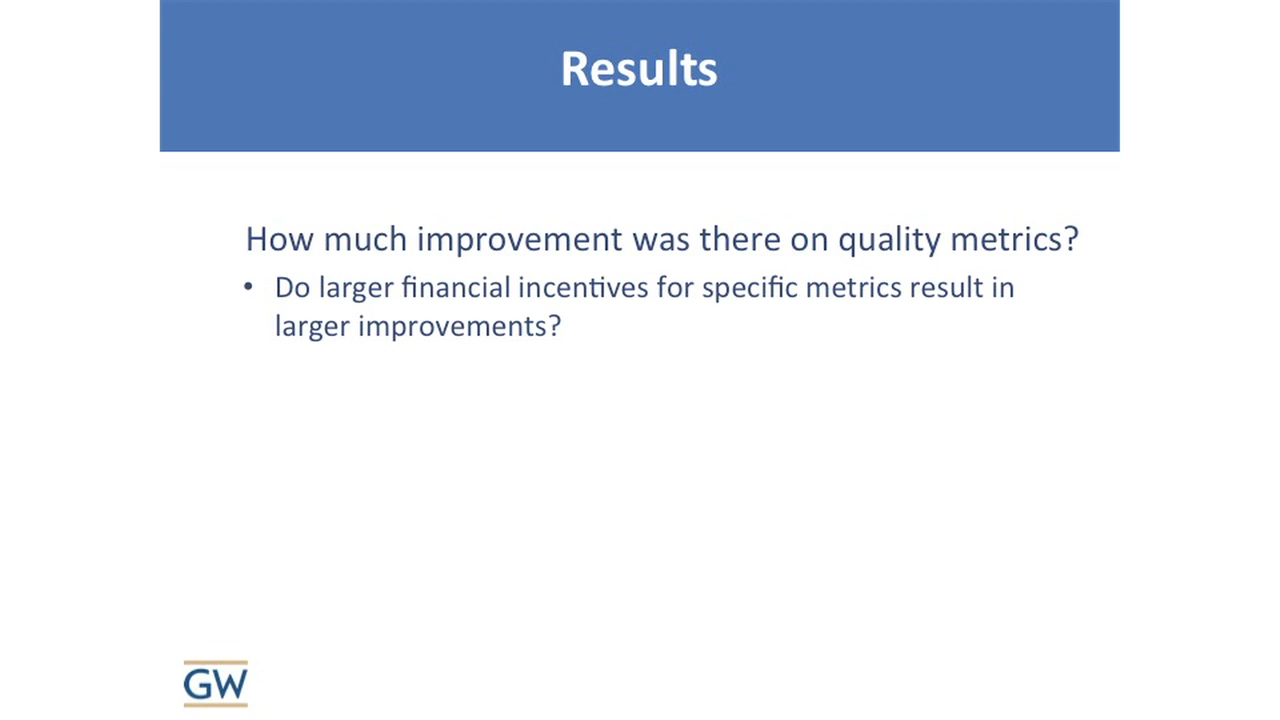 Results
How much improvement was there on quality metrics?
• Do larger financial incentives for specific metrics result in
larger improvements?
GW